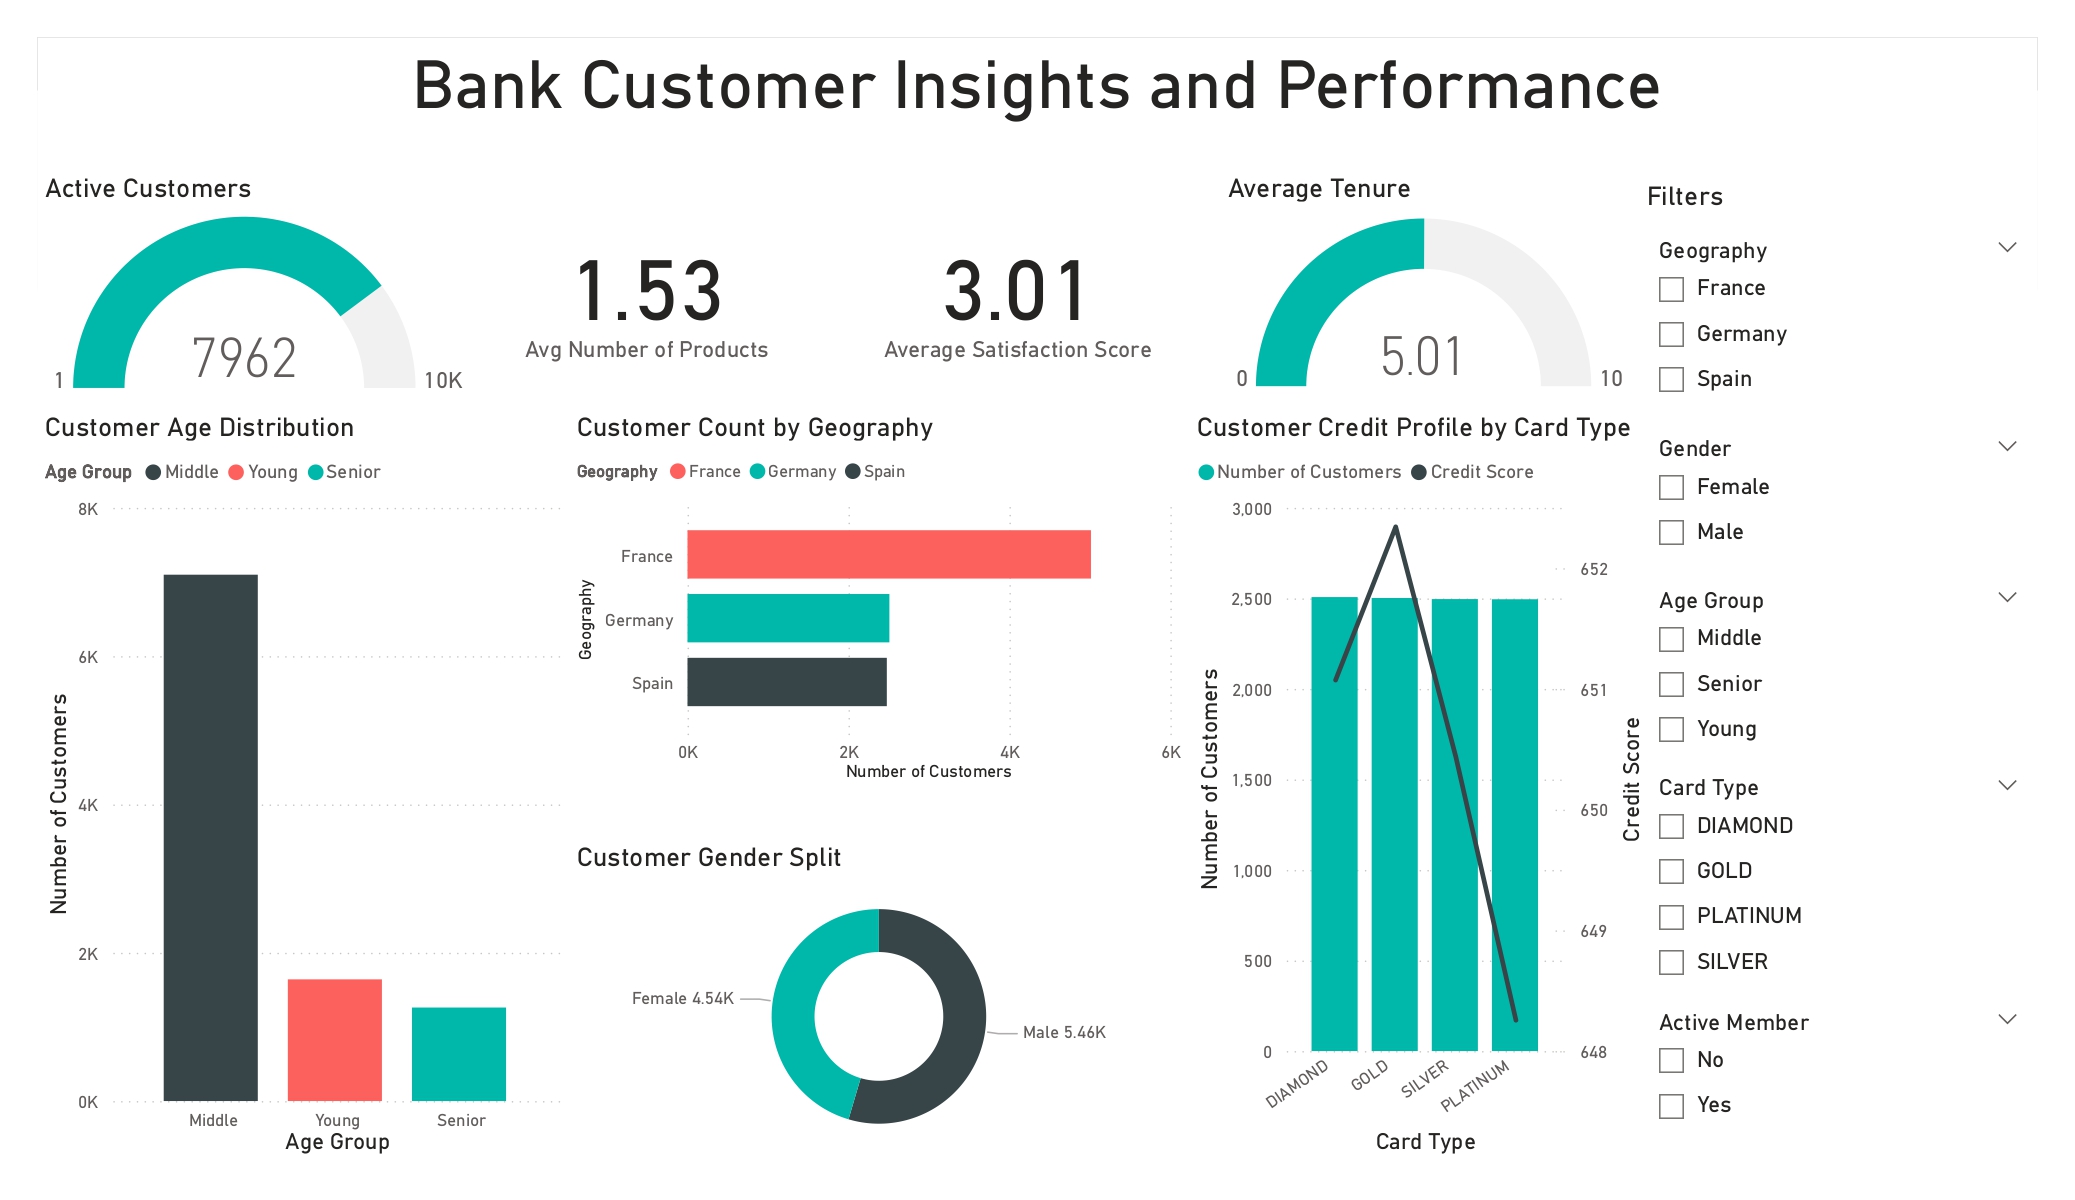 Bank Customer Insights and Performance
Active Customers
7962
1
10K
1.53
Avg Number of Products
3.01
Average Satisfaction Score
Average Tenure
5.01
0
10
Customer Age Distribution
Age Group Middle Young Senior
8K
6K
4K
2K
0K
Number of Customers
Middle Young Senior
Age Group
Customer Count by Geography
Geography France Germany Spain
Geography
France
Germany
Spain
0K 2K 4K 6K
Number of Customers
Customer Gender Split
Female 4.54K
Male 5.46K
Customer Credit Profile by Card Type
Number of Customers Credit Score
3,000
2,500
2,000
1,500
1,000
500
0
Number of Customers
652
651
650
649
648
Credit Score
DIAMOND GOLD SILVER PLATINUM
Card Type
Filters
Geography
France
Germany
Spain
Gender
Female
Male
Age Group
Middle
Senior
Young
Card Type
DIAMOND
GOLD
PLATINUM
SILVER
Active Member
No
Yes